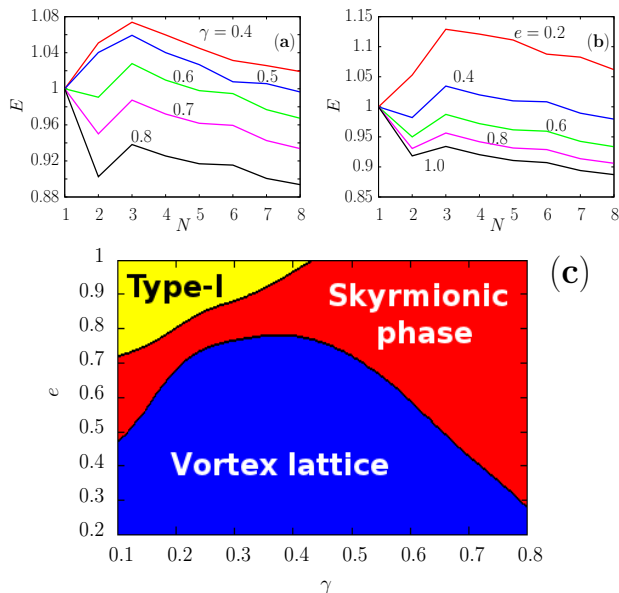 1.08
1.04
1
0.96
0.92
0.88
E
γ = 0.4
(a)
0.5
0.6
0.7
0.8
1 2 3 4 5 6 7 8
N
1.15
1.1
1.05
1
0.95
0.9
0.85
E
e = 0.2
(b)
0.4
0.6
0.8
1.0
1 2 3 4 5 6 7 8
N
(c)
1
0.9
0.8
0.7
0.6
0.5
0.4
0.3
0.2
e
Type-I
Skyrmionic
phase
Vortex lattice
0.1 0.2 0.3 0.4 0.5 0.6 0.7 0.8
γ